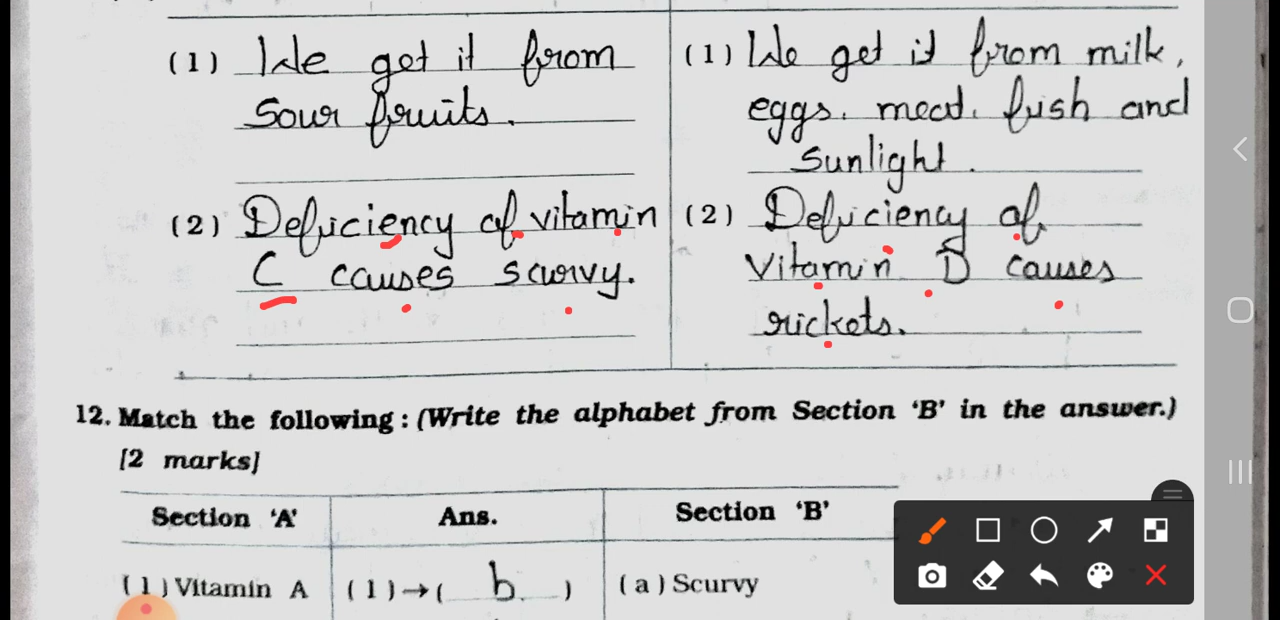 (1) We get it from
sour fruits.
(2) Deficiency of vitamin
C causes scurvy.
(1) We get it from milk,
eggs, meat, fish and
sunlight.
(2) Deficiency of
vitamin D causes
rickets.
12. Match the following : (Write the alphabet from Section 'B' in the answer.)
[2 marks]
Section 'A' Ans. Section 'B'
(1) Vitamin A (1)→( b ) (a) Scurvy